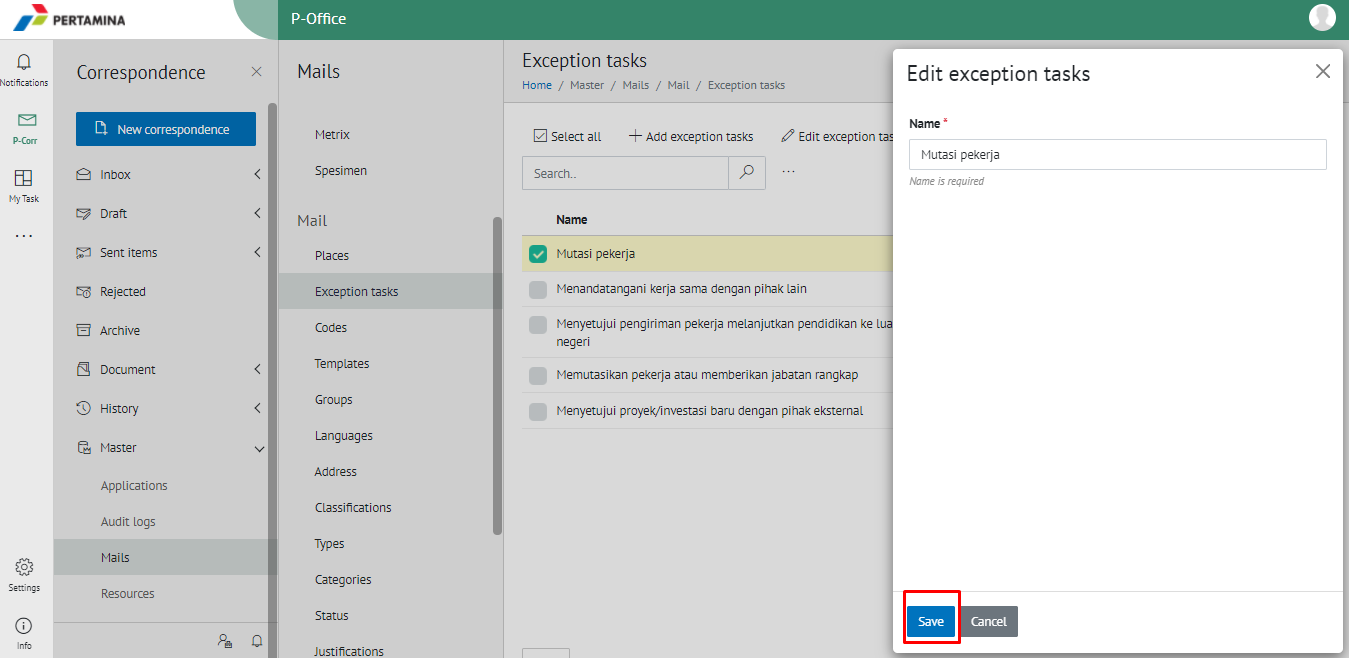 PERTAMINA
P-Office
Notifications
P-Corr
My Task
...
Settings
Info
Correspondence
New correspondence
Inbox
Draft
Sent items
Rejected
Archive
Document
History
Master
Applications
Audit logs
Mails
Resources
Mails
Metrix
Spesimen
Mail
Places
Exception tasks
Codes
Templates
Groups
Languages
Address
Classifications
Types
Categories
Status
Justifications
Exception tasks
Home / Master / Mails / Mail / Exception tasks
Select all Add exception tasks Edit exception tas
Search.. ...
Name
Mutasi pekerja
Menandatangani kerja sama dengan pihak lain
Menyetujui pengiriman pekerja melanjutkan pendidikan ke lua
negeri
Memutasikan pekerja atau memberikan jabatan rangkap
Menyetujui proyek/investasi baru dengan pihak eksternal
Edit exception tasks
Name *
Mutasi pekerja
Name is required
Save Cancel